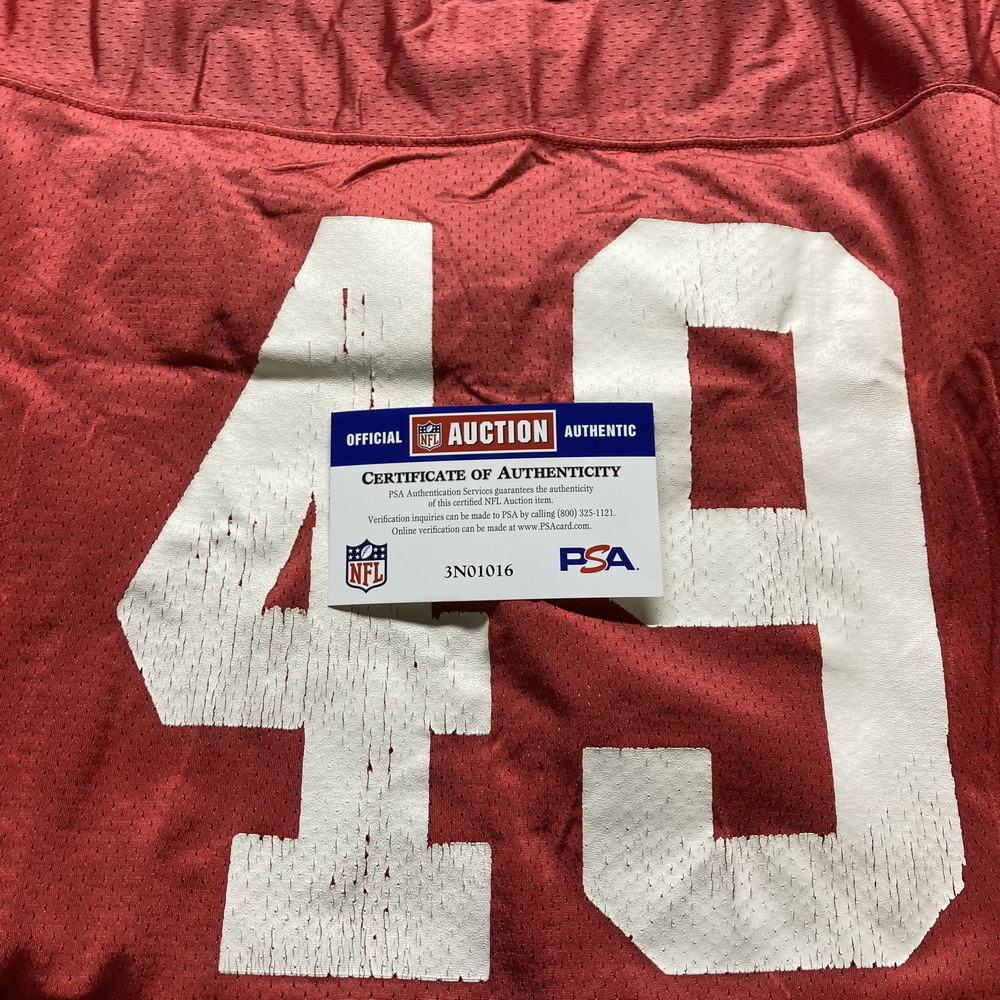 49
OFFICIAL NFL AUCTION AUTHENTIC
CERTIFICATE OF AUTHENTICITY
PSA Authentication Services guarantees the authenticity
of this certified NFL Auction item.
Verification inquiries can be made to PSA by calling (800) 325-1121.
Online verification can be made at www.PSAcard.com.
NFL 3N01016 PSA.